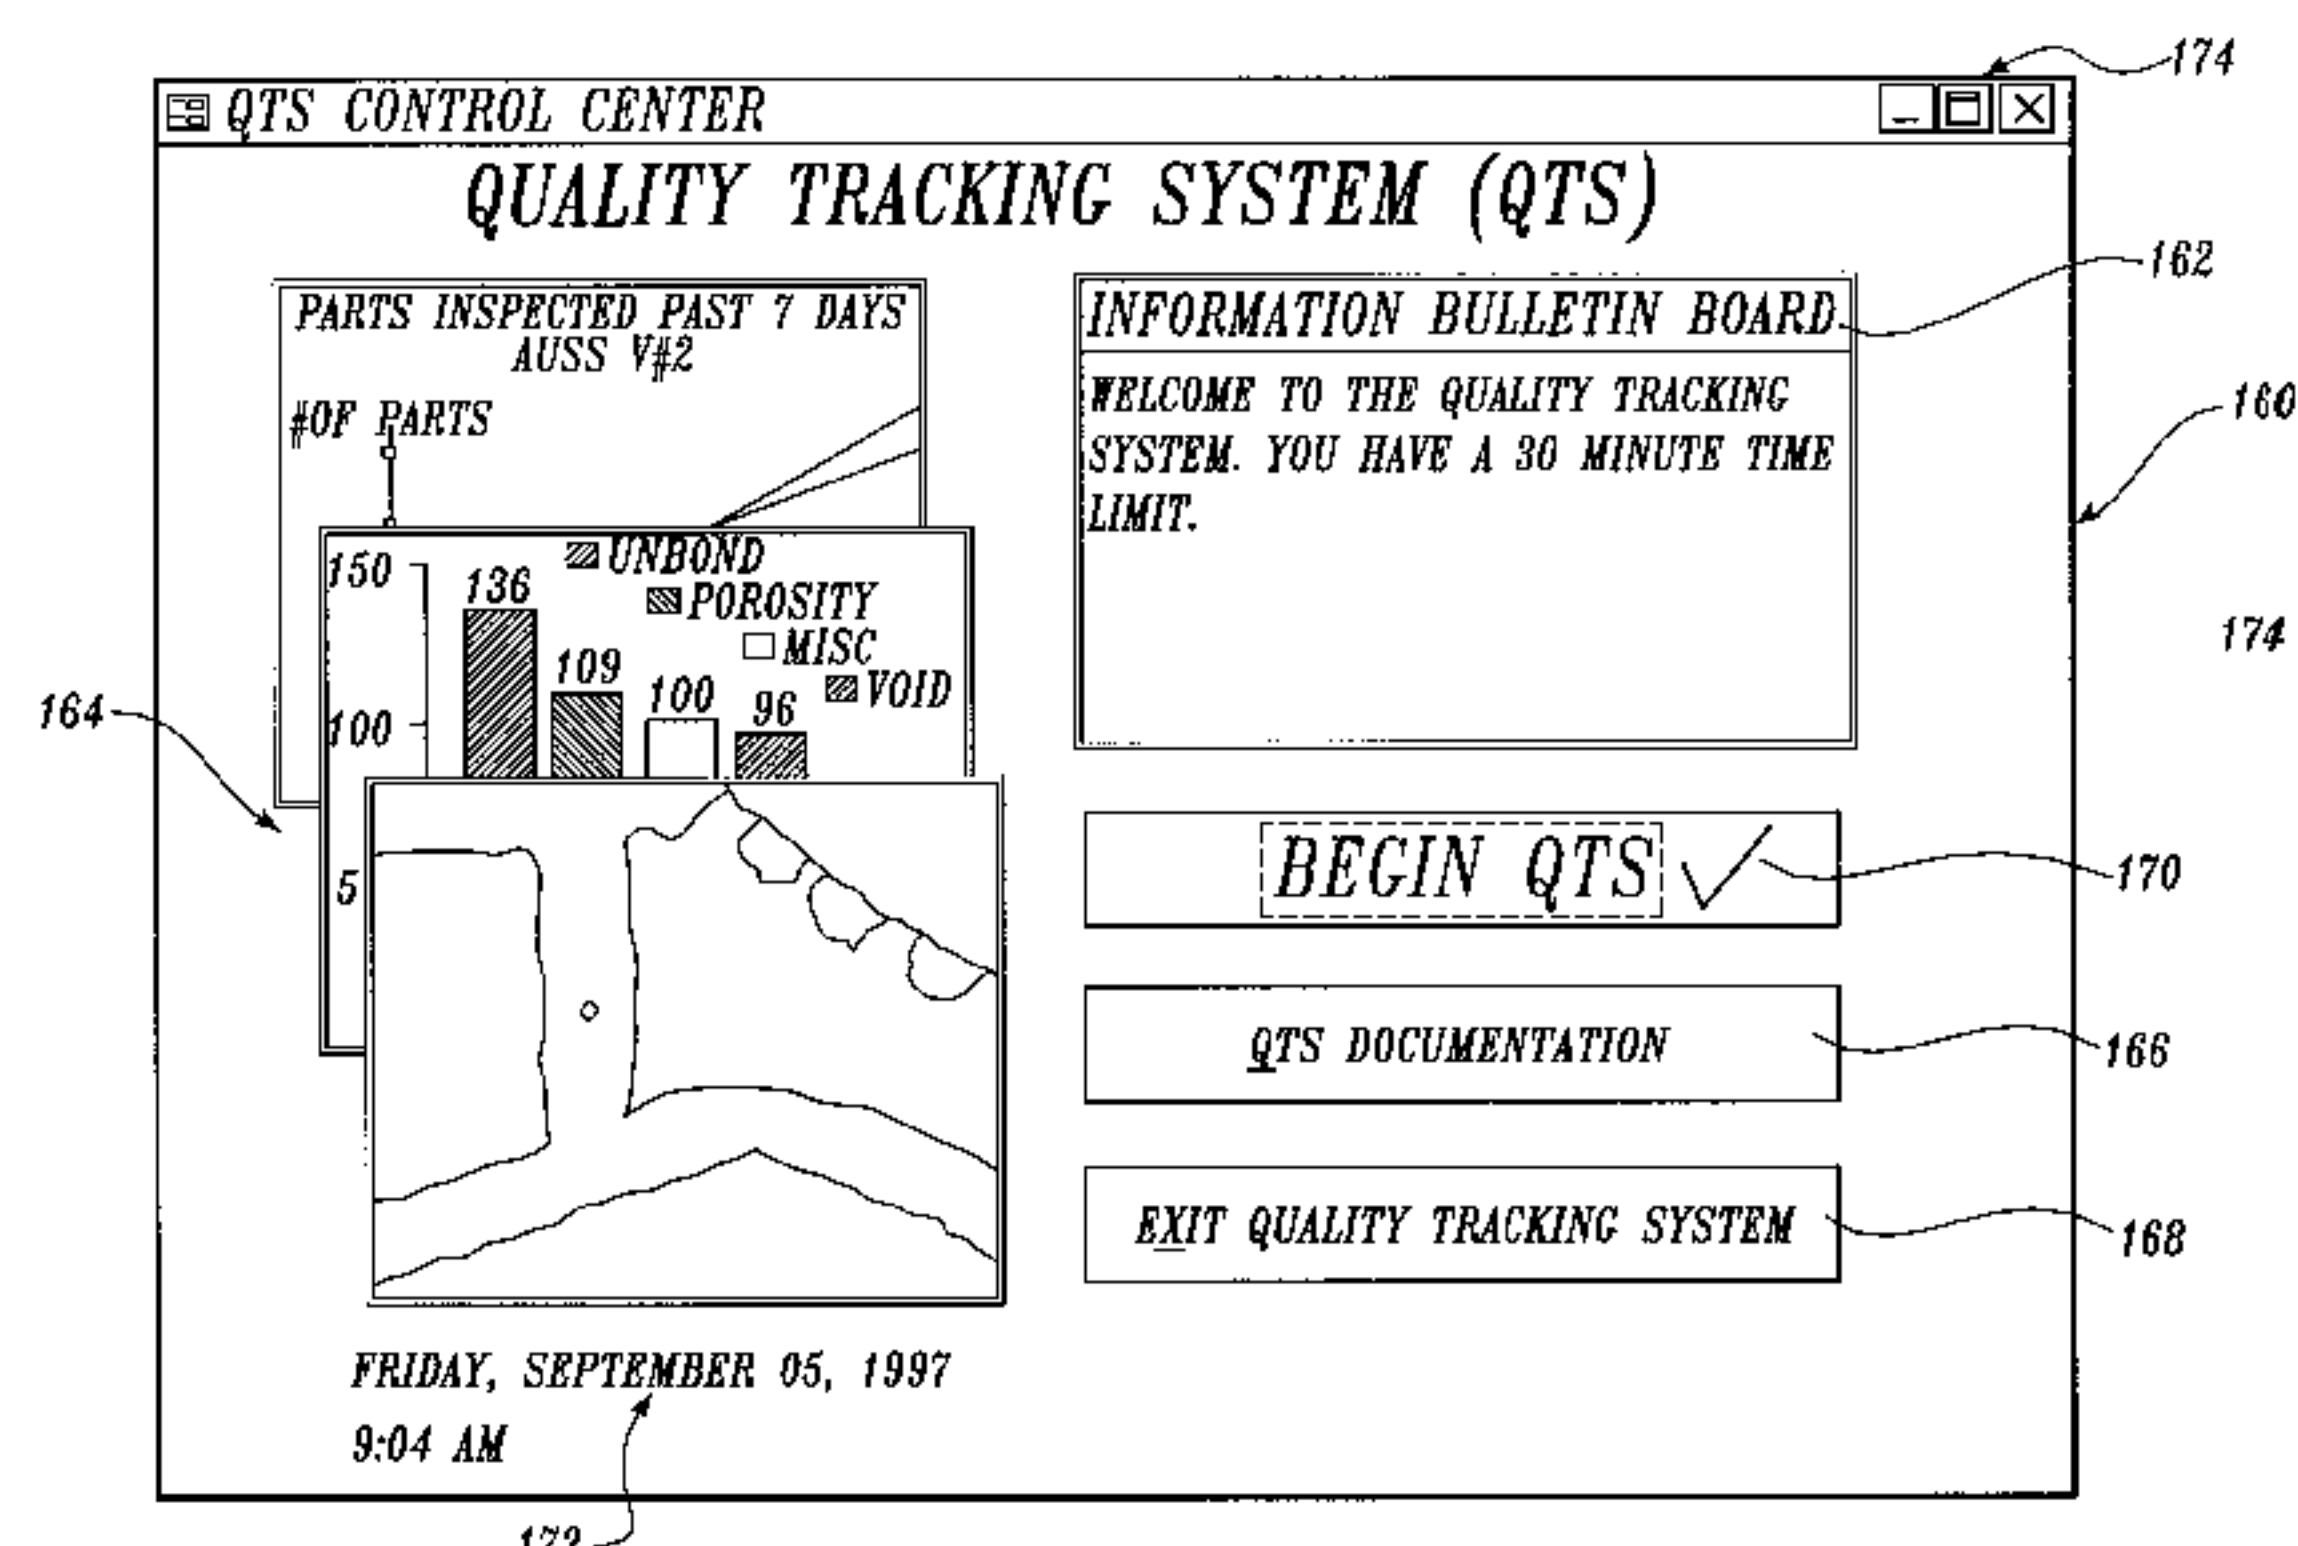 174
QTS CONTROL CENTER
QUALITY TRACKING SYSTEM (QTS)
162
PARTS INSPECTED PAST 7 DAYS
AUSS V#2
#OF PARTS
INFORMATION BULLETIN BOARD
WELCOME TO THE QUALITY TRACKING
SYSTEM. YOU HAVE A 30 MINUTE TIME
LIMIT.
160
174
UNBOND
POROSITY
MISC
VOID
150
136
109
100
96
100
5
164
BEGIN QTS
170
QTS DOCUMENTATION
166
EXIT QUALITY TRACKING SYSTEM
168
FRIDAY, SEPTEMBER 05, 1997
9:04 AM